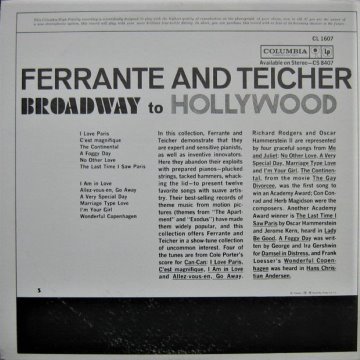 CL 1607
COLUMBIA
Lp
Available on Stereo—CS 8407
FERRANTE AND TEICHER
BROADWAY to HOLLYWOOD
I Love Paris
C'est magnifique
The Continental
A Foggy Day
No Other Love
The Last Time I Saw Paris
I Am in Love
Allez-vous-en, Go Away
A Very Special Day
Marriage Type Love
I'm Your Girl
Wonderful Copenhagen
In this collection, Ferrante and
Teicher demonstrate that they
are expert and sensitive pianists,
as well as inventive innovators.
Here they abandon their exploits
with prepared pianos—plucked
strings, tacked hammers, whack-
ing the lid—to present twelve
favorite songs with suave artis-
try. Their best-selling records of
theme music from motion pic-
tures (themes from "The Apart-
ment" and "Exodus") have made
them widely popular, and this
collection offers Ferrante and
Teicher in a show-tune collection
of uncommon interest. Four of
the tunes are from Cole Porter's
score for Can-Can: I Love Paris,
C'est magnifique, I Am in Love
and Allez-vous-en, Go Away.
Richard Rodgers and Oscar
Hammerstein II are represented
by four graceful songs from Me
and Juliet: No Other Love, A Very
Special Day, Marriage Type Love
and I'm Your Girl. The Continen-
tal, from the movie The Gay
Divorcee, was the first song to
win an Academy Award; Con Con-
rad and Herb Magidson were the
composers. Another Academy
Award winner is The Last Time I
Saw Paris by Oscar Hammerstein
and Jerome Kern, heard in Lady
Be Good. A Foggy Day was writ-
ten by George and Ira Gershwin
for Damsel in Distress, and Frank
Loesser's Wonderful Copen-
hagen was heard in Hans Chris-
tian Andersen.
5